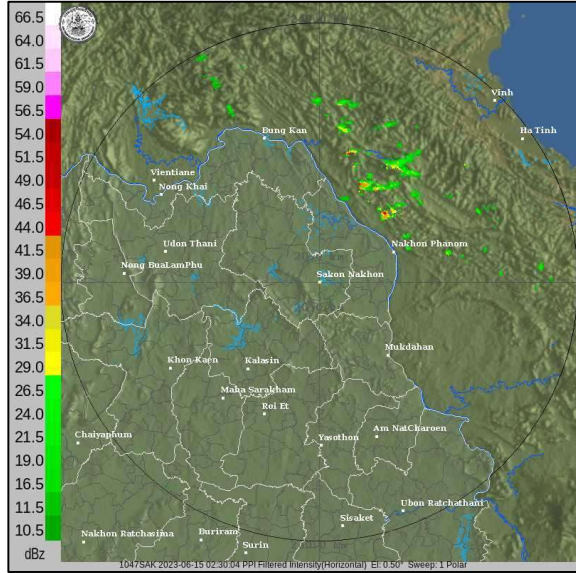 66.5
64.0
61.5
59.0
56.5
54.0
51.5
49.0
46.5
44.0
41.5
39.0
36.5
34.0
31.5
29.0
26.5
24.0
21.5
19.0
16.5
14.0
11.5
10.5
dBz
Vinh
Ha Tinh
Bung Kan
Vientiane
Nong Khai
Udon Thani
Nakhon Phanom
Nong BuaLamPhu
Sakon Nakhon
Mukdahan
Khon Kaen
Kalasin
Maha Sarakham
Roi Et
Chaiyaphum
Yasothon
Am NatCharoen
Ubon Ratchathani
Sisaket
Nakhon Ratchasima
Buriram
Surin
1047SAK 2023-06-15 02:30:04 PPI Filtered Intensity(Horizontal) El: 0.50° Sweep: 1 Polar